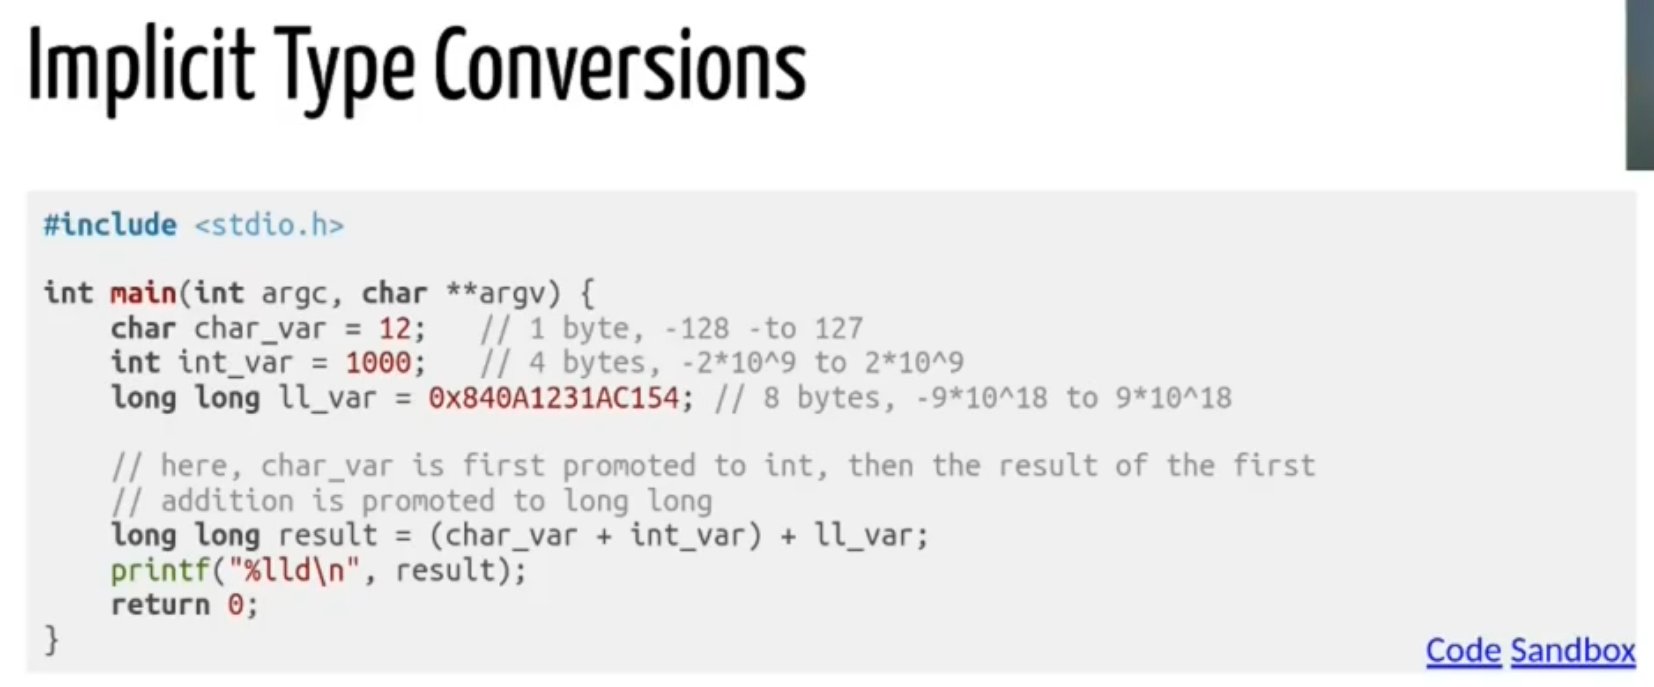 Implicit Type Conversions
#include <stdio.h>
int main(int argc, char **argv) {
    char char_var = 12;   // 1 byte, -128 -to 127
    int int_var = 1000;   // 4 bytes, -2*10^9 to 2*10^9
    long long ll_var = 0x840A1231AC154; // 8 bytes, -9*10^18 to 9*10^18
    // here, char_var is first promoted to int, then the result of the first
    // addition is promoted to long long
    long long result = (char_var + int_var) + ll_var;
    printf("%lld\n", result);
    return 0;
}
Code Sandbox